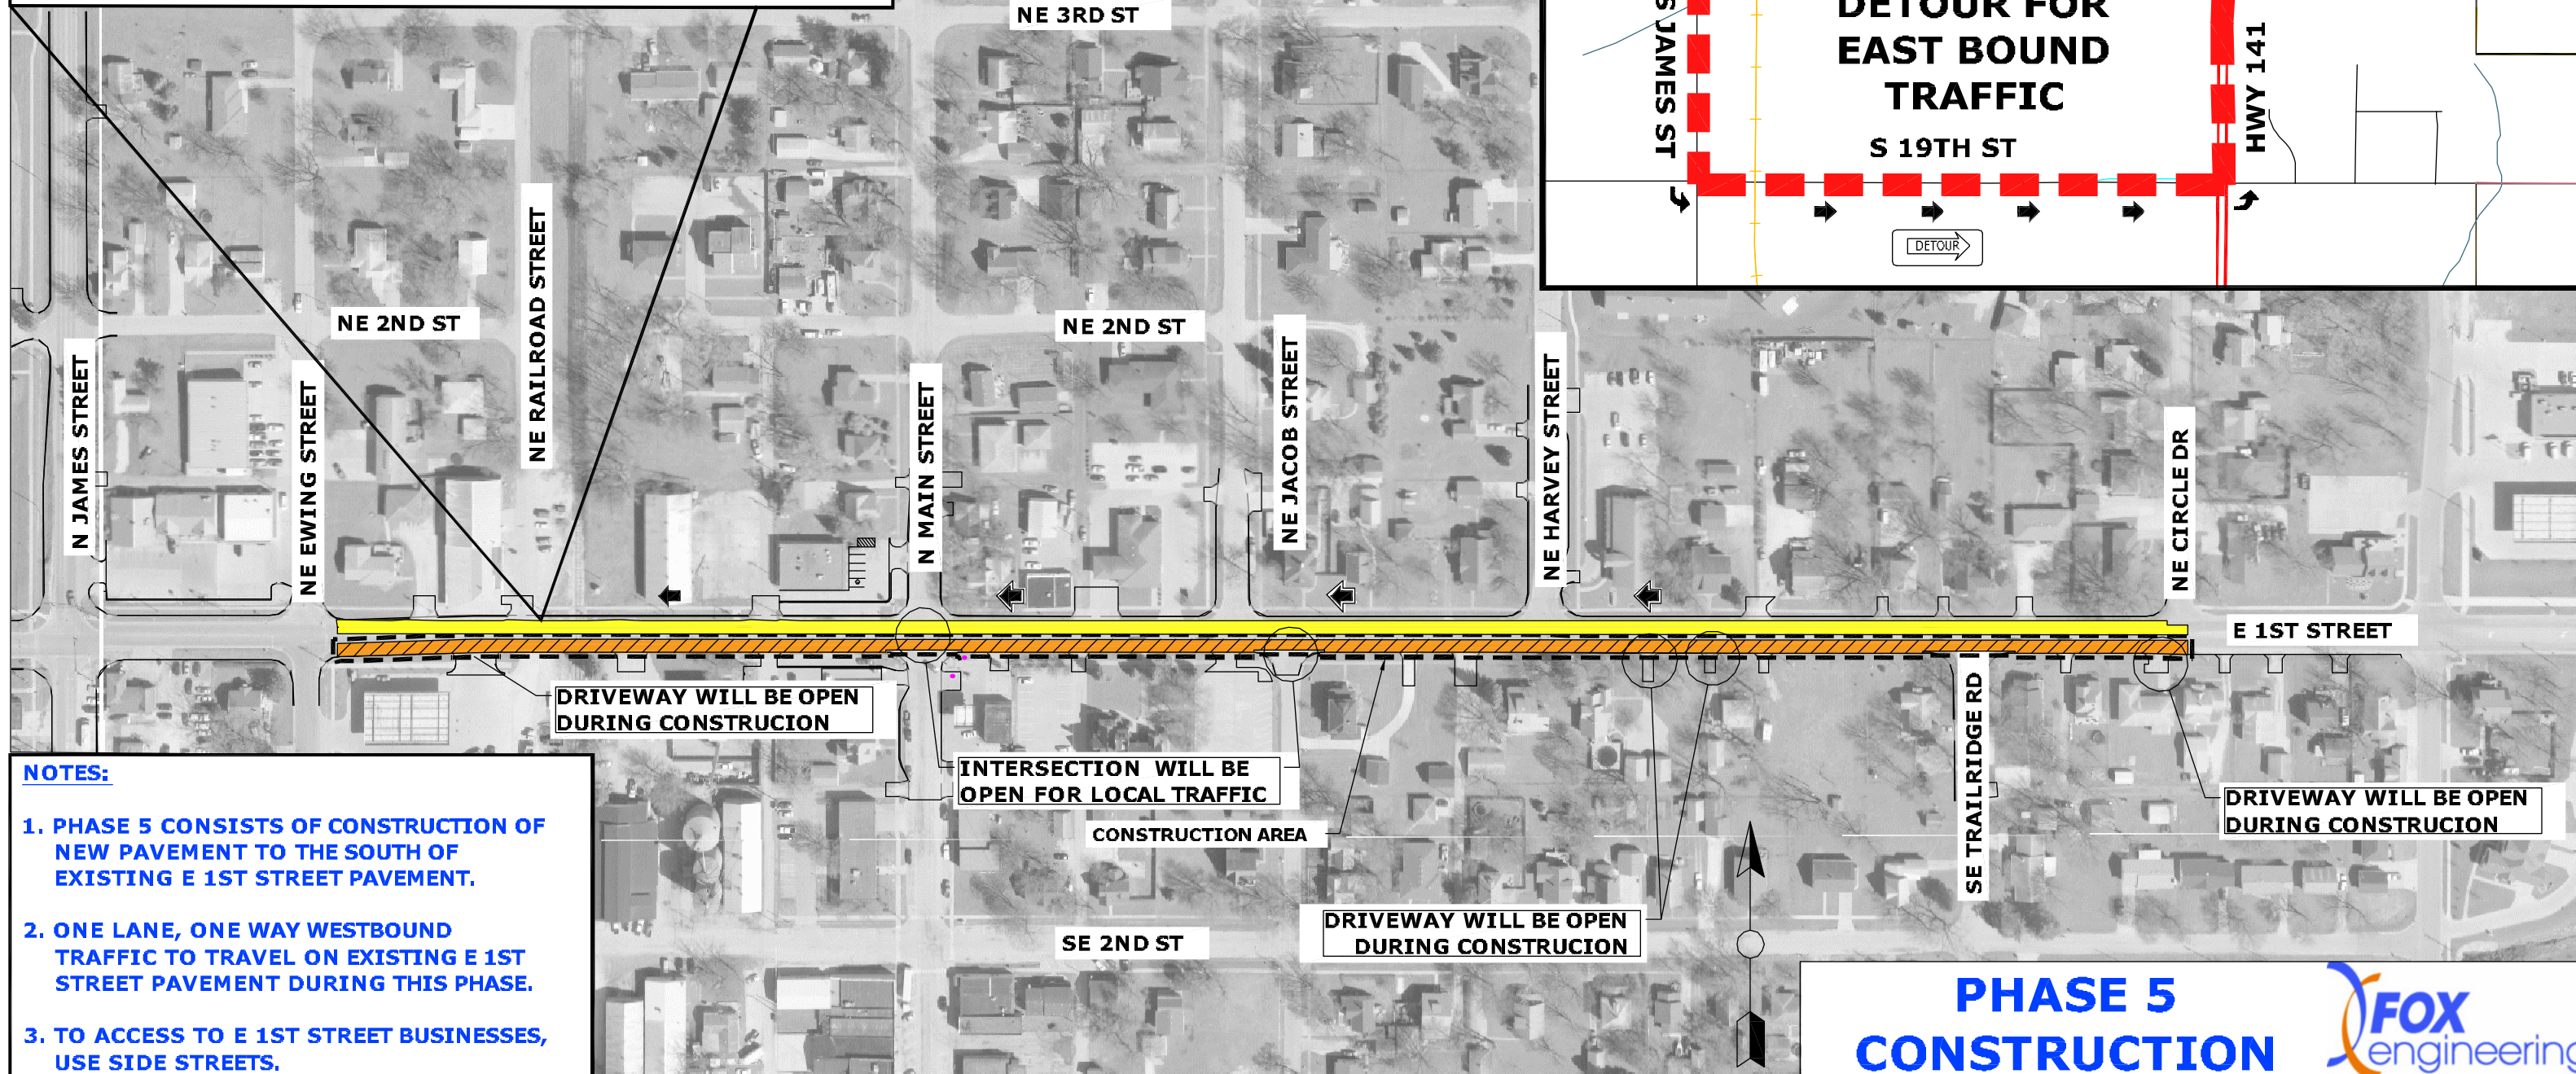 NE 3RD ST
DETOUR FOR
EAST BOUND
TRAFFIC
S JAMES ST
HWY 141
S 19TH ST
DETOUR
NE 2ND ST
NE 2ND ST
N JAMES STREET
NE EWING STREET
NE RAILROAD STREET
N MAIN STREET
NE JACOB STREET
NE HARVEY STREET
NE CIRCLE DR
E 1ST STREET
SE TRAILRIDGE RD
DRIVEWAY WILL BE OPEN
DURING CONSTRUCION
INTERSECTION WILL BE
OPEN FOR LOCAL TRAFFIC
CONSTRUCTION AREA
DRIVEWAY WILL BE OPEN
DURING CONSTRUCION
DRIVEWAY WILL BE OPEN
DURING CONSTRUCION
SE 2ND ST
NOTES:
1. PHASE 5 CONSISTS OF CONSTRUCTION OF
NEW PAVEMENT TO THE SOUTH OF
EXISTING E 1ST STREET PAVEMENT.
2. ONE LANE, ONE WAY WESTBOUND
TRAFFIC TO TRAVEL ON EXISTING E 1ST
STREET PAVEMENT DURING THIS PHASE.
3. TO ACCESS TO E 1ST STREET BUSINESSES,
USE SIDE STREETS.
PHASE 5
CONSTRUCTION
FOX
engineering